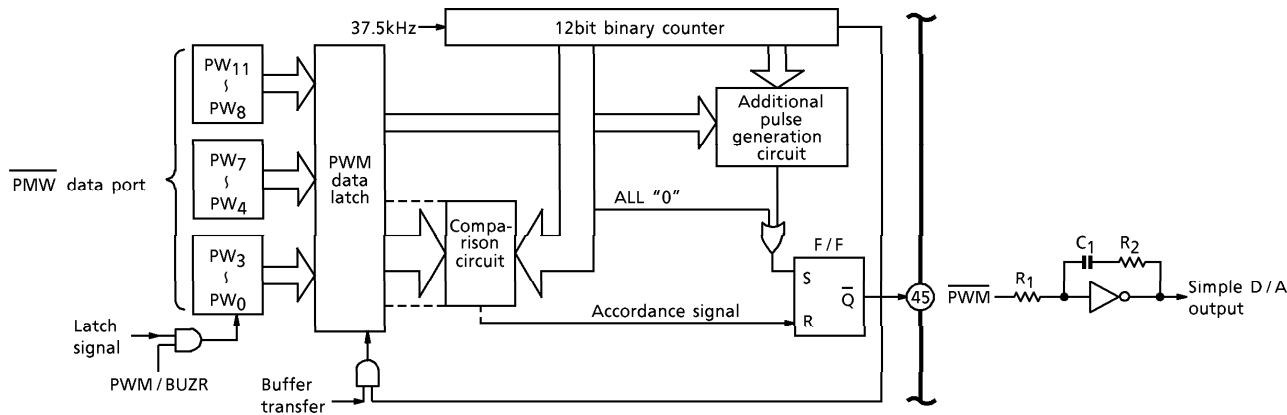 37.5kHz
12bit binary counter
PW11
~
PW8
PW7
~
PW4
PW3
~
PW0
PMW data port
PWM
data
latch
Additional
pulse
generation
circuit
ALL “0”
Compa-
rison
circuit
F/F
S
Q
R
45
Accordance signal
Latch
signal
PWM/BUZR
Buffer
transfer
PWM
R1
C1
R2
Simple D/A
output